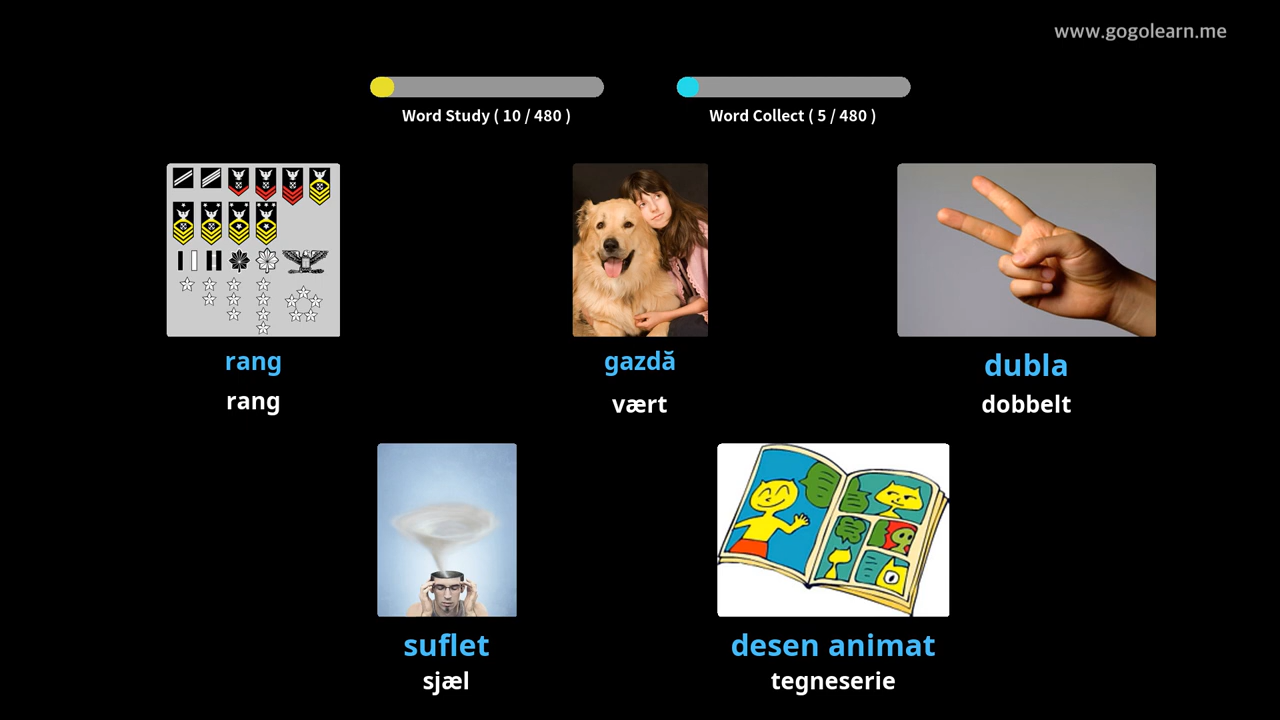 www.gogolearn.me
Word Study ( 10 / 480 )
Word Collect ( 5 / 480 )
rang
rang
gazdă
vært
dubla
dobbelt
suflet
sjæl
desen animat
tegneserie